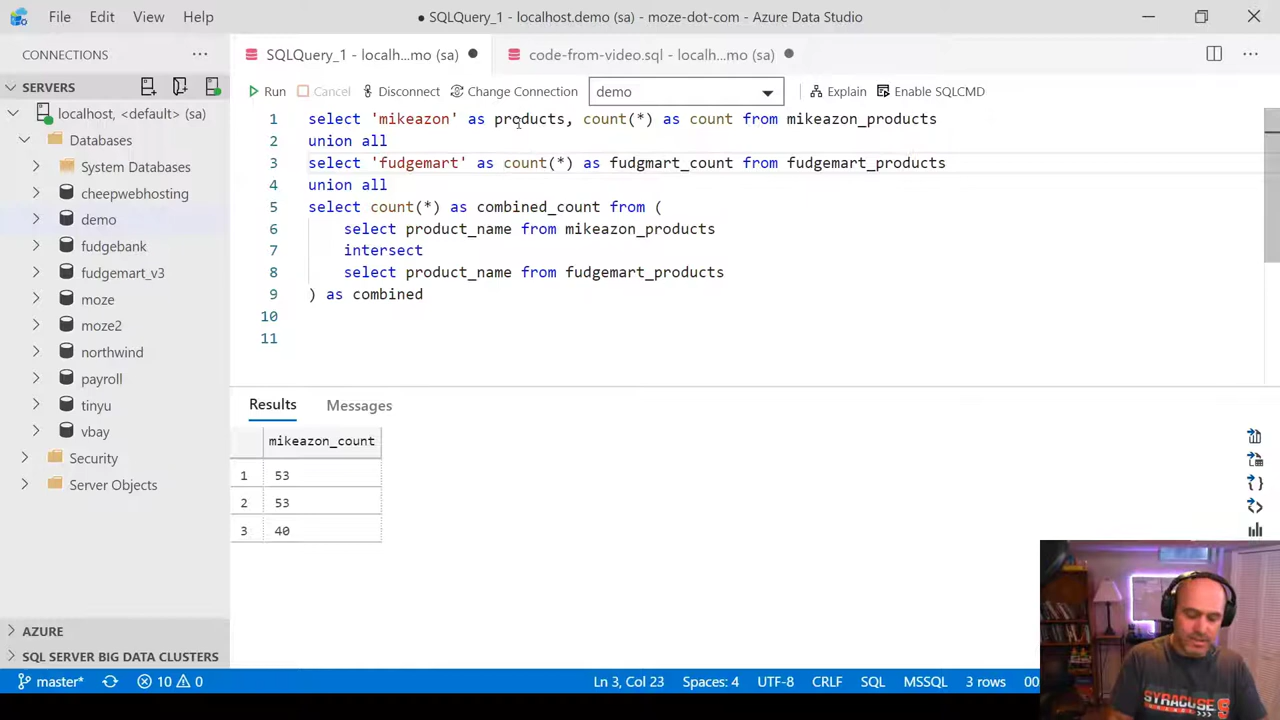 File Edit View Help
● SQLQuery_1 - localhost.demo (sa) - moze-dot-com - Azure Data Studio
CONNECTIONS
SQLQuery_1 - localh...mo (sa)
code-from-video.sql - localh...mo (sa)
SERVERS
Run Cancel Disconnect Change Connection demo Explain Enable SQLCMD
localhost, <default> (sa)
Databases
System Databases
cheepwebhosting
demo
fudgebank
fudgemart_v3
moze
moze2
northwind
payroll
tinyu
vbay
Security
Server Objects
AZURE
SQL SERVER BIG DATA CLUSTERS
1 select 'mikeazon' as products, count(*) as count from mikeazon_products
2 union all
3 select 'fudgemart' as count(*) as fudgmart_count from fudgemart_products
4 union all
5 select count(*) as combined_count from (
6 select product_name from mikeazon_products
7 intersect
8 select product_name from fudgemart_products
9 ) as combined
10
11
Results Messages
mikeazon_count
1 53
2 53
3 40
SYRACUSE
master* 10 0 Ln 3, Col 23 Spaces: 4 UTF-8 CRLF SQL MSSQL 3 rows 00